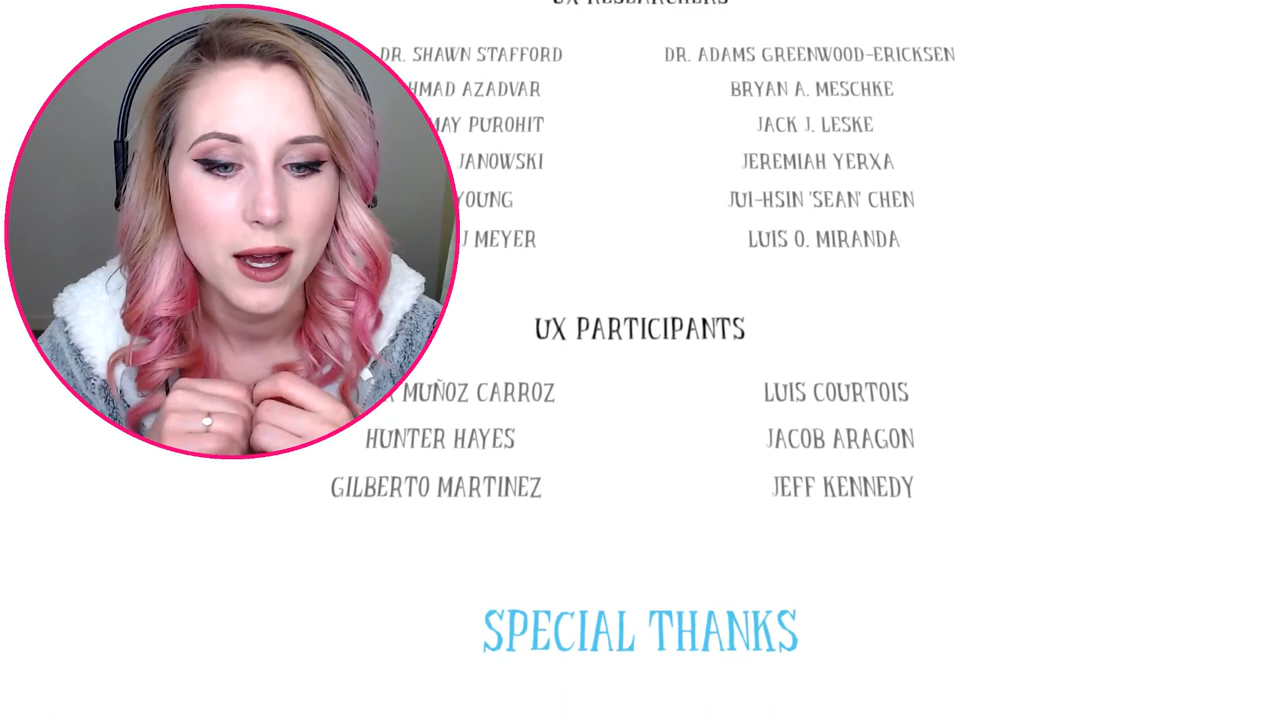 UX RESEARCHERS
DR. SHAWN STAFFORD DR. ADAMS GREENWOOD-ERICKSEN
AZADVAR BRYAN A. MESCHKE
PUROHIT JACK J. LESKE
JANOWSKI JEREMIAH YERXA
YOUNG JUI-HSIN 'SEAN' CHEN
MEYER LUIS O. MIRANDA
UX PARTICIPANTS
MUÑOZ CARROZ LUIS COURTOIS
HUNTER HAYES JACOB ARAGON
GILBERTO MARTINEZ JEFF KENNEDY
SPECIAL THANKS